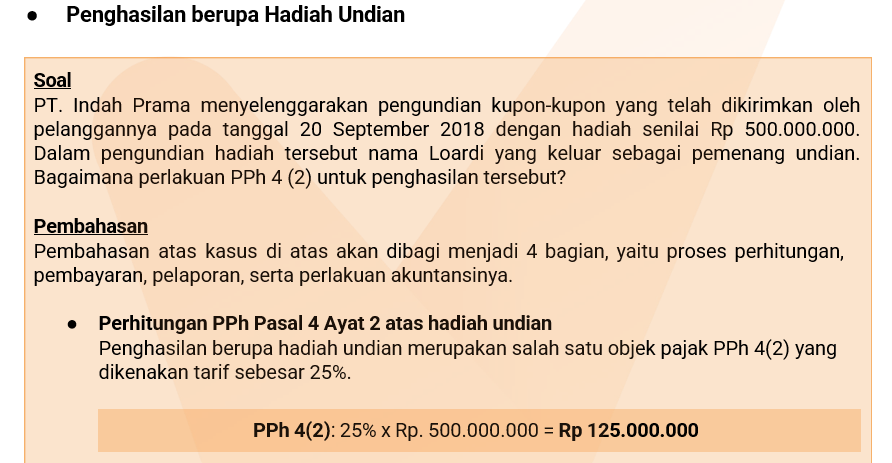 ● Penghasilan berupa Hadiah Undian
Soal
PT. Indah Prama menyelenggarakan pengundian kupon-kupon yang telah dikirimkan oleh
pelanggannya pada tanggal 20 September 2018 dengan hadiah senilai Rp 500.000.000.
Dalam pengundian hadiah tersebut nama Loardi yang keluar sebagai pemenang undian.
Bagaimana perlakuan PPh 4 (2) untuk penghasilan tersebut?
Pembahasan
Pembahasan atas kasus di atas akan dibagi menjadi 4 bagian, yaitu proses perhitungan,
pembayaran, pelaporan, serta perlakuan akuntansinya.
● Perhitungan PPh Pasal 4 Ayat 2 atas hadiah undian
Penghasilan berupa hadiah undian merupakan salah satu objek pajak PPh 4(2) yang
dikenakan tarif sebesar 25%.
PPh 4(2): 25% x Rp. 500.000.000 = Rp 125.000.000